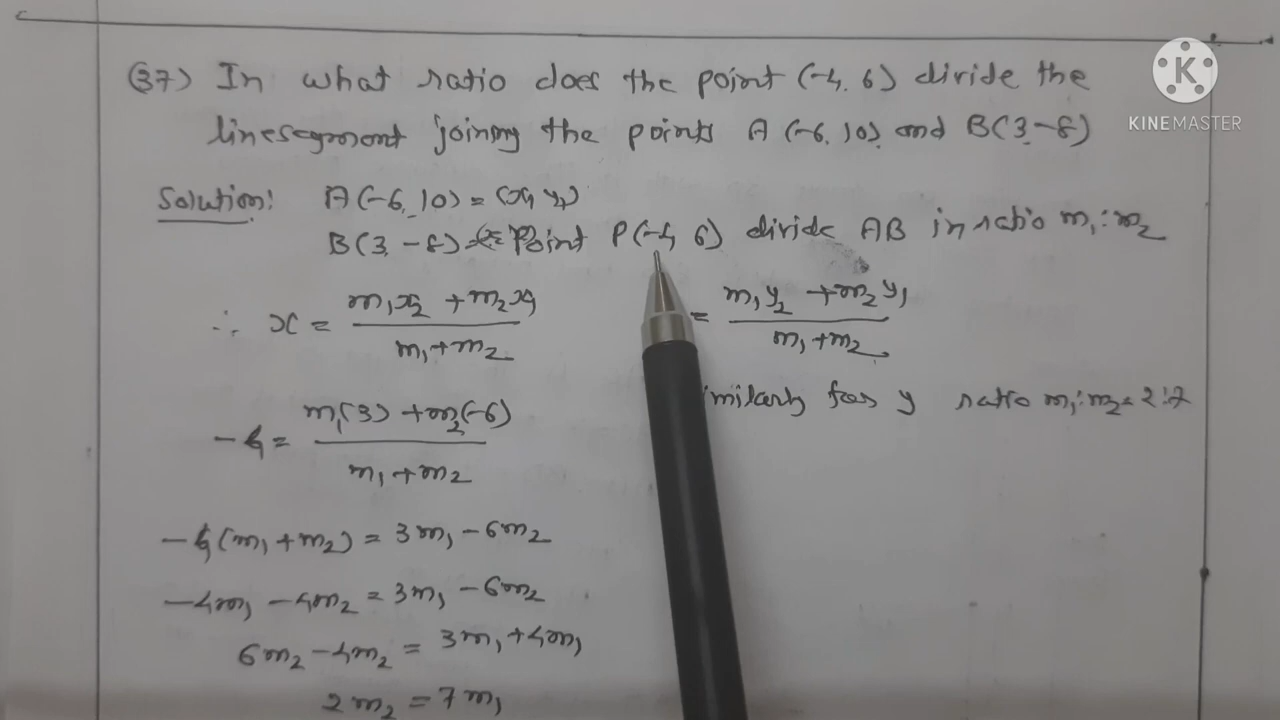 (37) In what ratio does the point (-4, 6) divide the
linesegment joining the points A (-6, 10) and B(3, -8)
KINEMASTER
Solution: A(-6, 10) = (x₁, y₁)
B(3, -8) = Point P(-4, 6) divide AB in ratio m₁:m₂
∴ x = m₁x₂ + m₂x₁ / m₁+m₂ = m₁y₂ + m₂y₁ / m₁+m₂
-4 = m₁(3) + m₂(-6) / m₁+m₂
imilarly for y ratio m₁:m₂ = 2:7
-4(m₁+m₂) = 3m₁ - 6m₂
-4m₁ - 4m₂ = 3m₁ - 6m₂
6m₂ - 4m₂ = 3m₁ + 4m₁
2m₂ = 7m₁